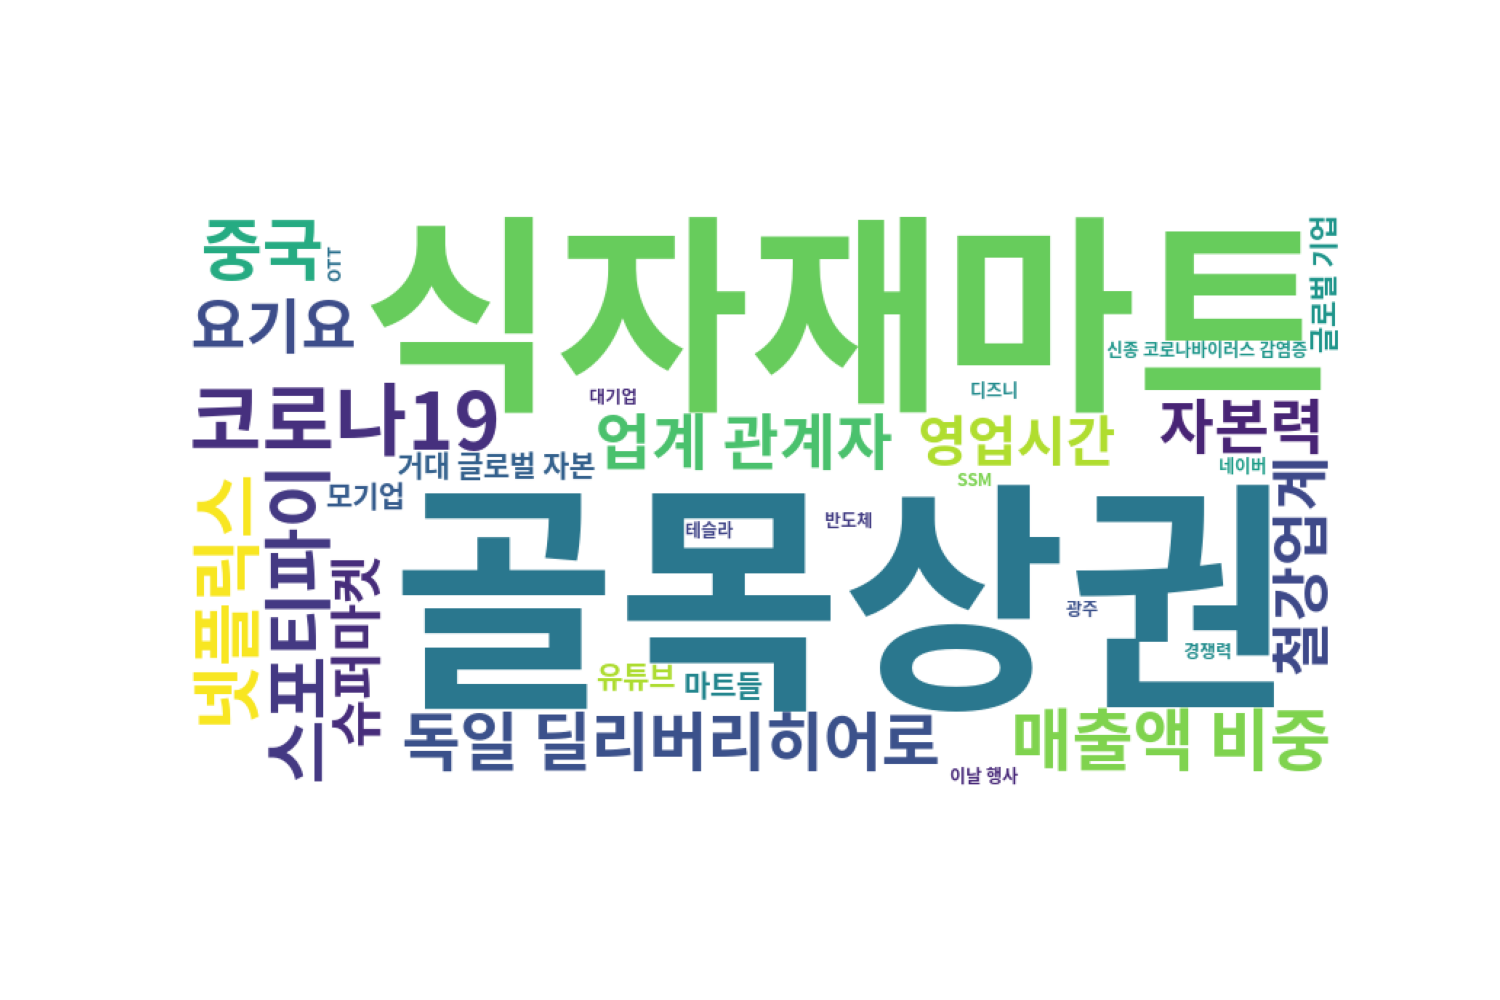 중국
OTT
식자재마트
글로벌 기업
요기요
신종 코로나바이러스 감염증
코로나19
대기업
디즈니
업계 관계자
영업시간
자본력
거대 글로벌 자본
네이버
모기업
SSM
넷플릭스
스포티파이
슈퍼마켓
골목상권
테슬라
반도체
철강업계
광주
경쟁력
유튜브
마트들
독일 딜리버리히어로
매출액 비중
이날 행사